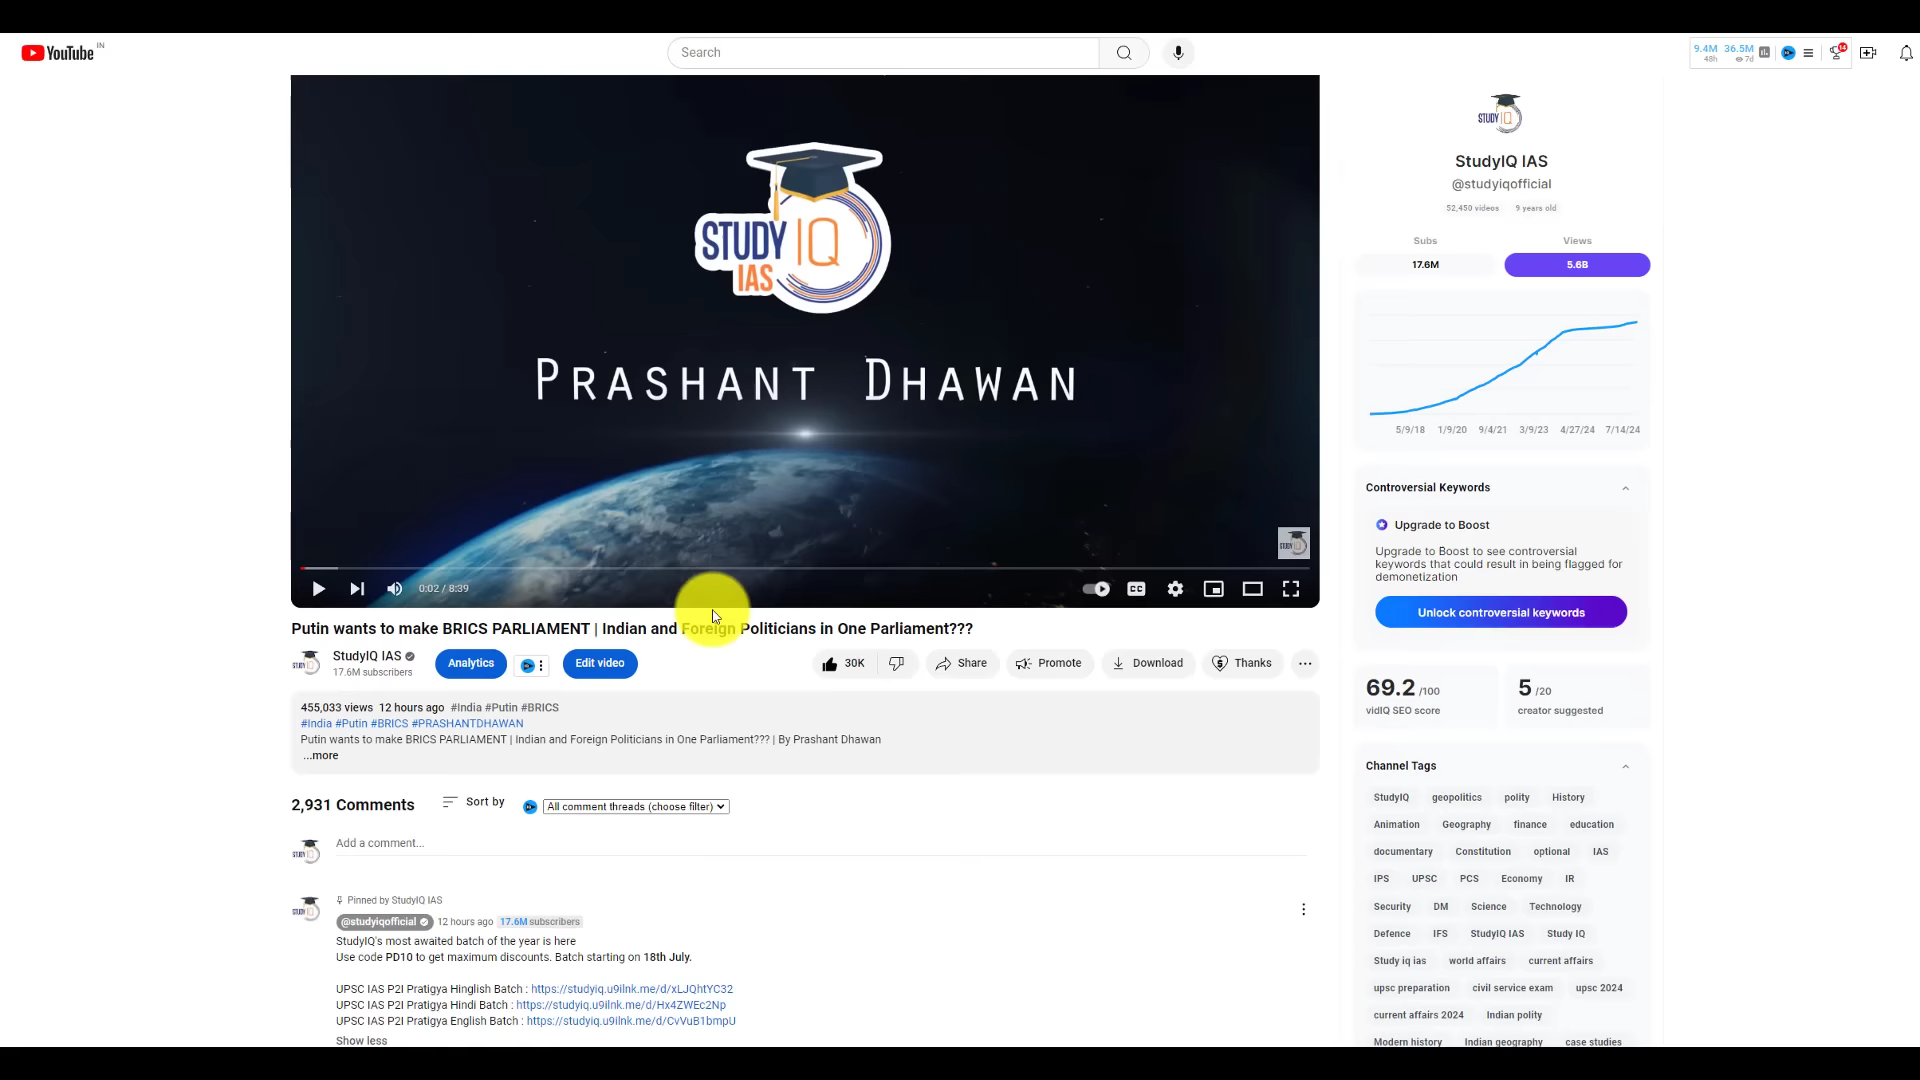 YouTube IN
Search
9.4M 36.5M
48h 7d
14
STUDY IQ
IAS
PRASHANT DHAWAN
0:02 / 8:39
CC
Putin wants to make BRICS PARLIAMENT | Indian and Foreign Politicians in One Parliament???
StudyIQ IAS
17.6M subscribers
Analytics
Edit video
30K
Share
Promote
Download
Thanks
455,033 views 12 hours ago #India #Putin #BRICS
#India #Putin #BRICS #PRASHANTDHAWAN
Putin wants to make BRICS PARLIAMENT | Indian and Foreign Politicians in One Parliament??? | By Prashant Dhawan
...more
2,931 Comments
Sort by
All comment threads (choose filter)
Add a comment...
Pinned by StudyIQ IAS
@studyiqofficial 12 hours ago 17.6M subscribers
StudyIQ's most awaited batch of the year is here
Use code PD10 to get maximum discounts. Batch starting on 18th July.
UPSC IAS P2I Pratigya Hinglish Batch : https://studyiq.u9ilnk.me/d/xLJQhtYC32
UPSC IAS P2I Pratigya Hindi Batch : https://studyiq.u9ilnk.me/d/Hx4ZWEc2Np
UPSC IAS P2I Pratigya English Batch : https://studyiq.u9ilnk.me/d/CvVuB1bmpU
Show less
STUDY IQ
StudyIQ IAS
@studyiqofficial
52,450 videos 9 years old
Subs Views
17.6M 5.6B
5/9/18 1/9/20 9/4/21 3/9/23 4/27/24 7/14/24
Controversial Keywords
Upgrade to Boost
Upgrade to Boost to see controversial
keywords that could result in being flagged for
demonetization
Unlock controversial keywords
69.2 /100 5 /20
vidIQ SEO score creator suggested
Channel Tags
StudyIQ geopolitics polity History
Animation Geography finance education
documentary Constitution optional IAS
IPS UPSC PCS Economy IR
Security DM Science Technology
Defence IFS StudyIQ IAS Study IQ
Study iq ias world affairs current affairs
upsc preparation civil service exam upsc 2024
current affairs 2024 Indian polity
Modern history Indian geography case studies